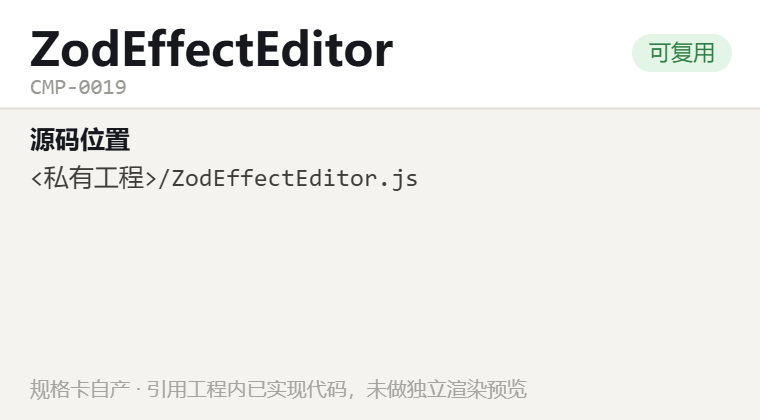 ZodEffectEditor
可复用
CMP-0019
源码位置
<私有工程>/ZodEffectEditor.js
规格卡自产 · 引用工程内已实现代码，未做独立渲染预览